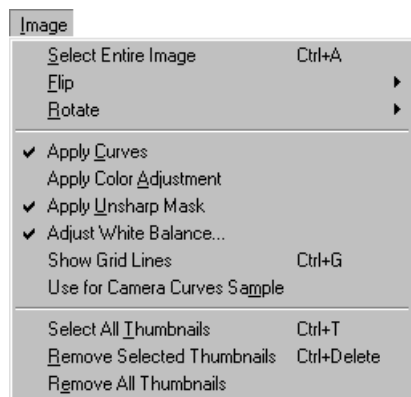 Image
Select Entire Image Ctrl+A
Flip
Rotate
Apply Curves
Apply Color Adjustment
Apply Unsharp Mask
Adjust White Balance...
Show Grid Lines Ctrl+G
Use for Camera Curves Sample
Select All Thumbnails Ctrl+T
Remove Selected Thumbnails Ctrl+Delete
Remove All Thumbnails